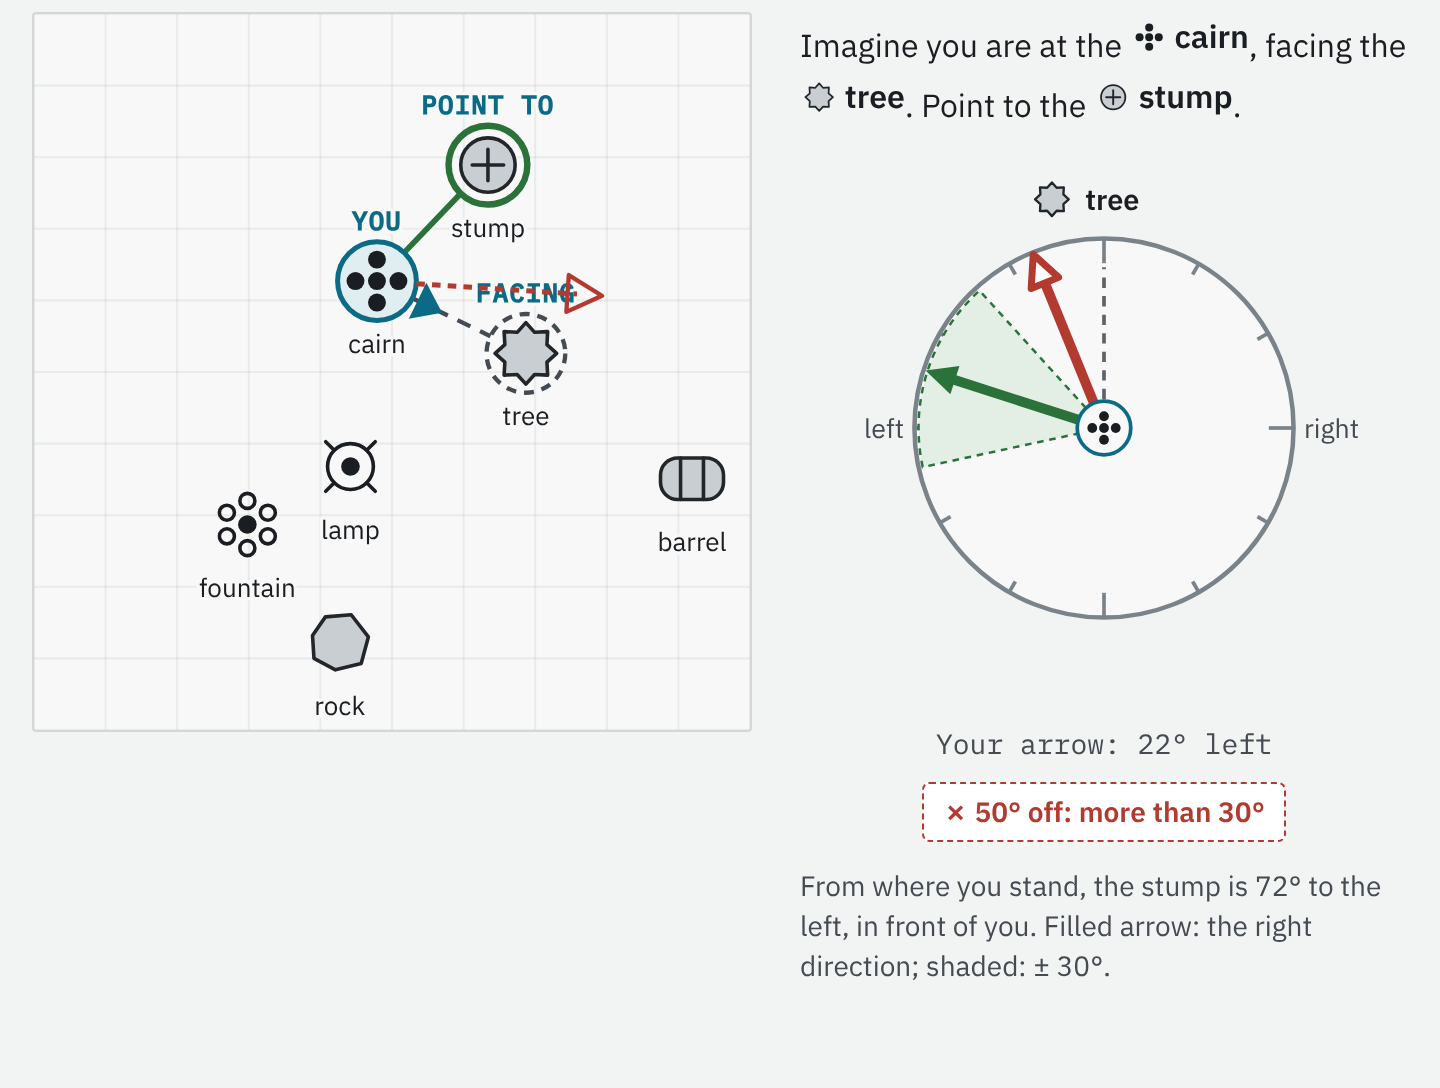 POINT TO
stump
YOU
FACING
cairn
tree
lamp
barrel
fountain
rock
Imagine you are at the cairn, facing the
tree. Point to the stump.
tree
left
right
Your arrow: 22° left
× 50° off: more than 30°
From where you stand, the stump is 72° to the
left, in front of you. Filled arrow: the right
direction; shaded: ± 30°.